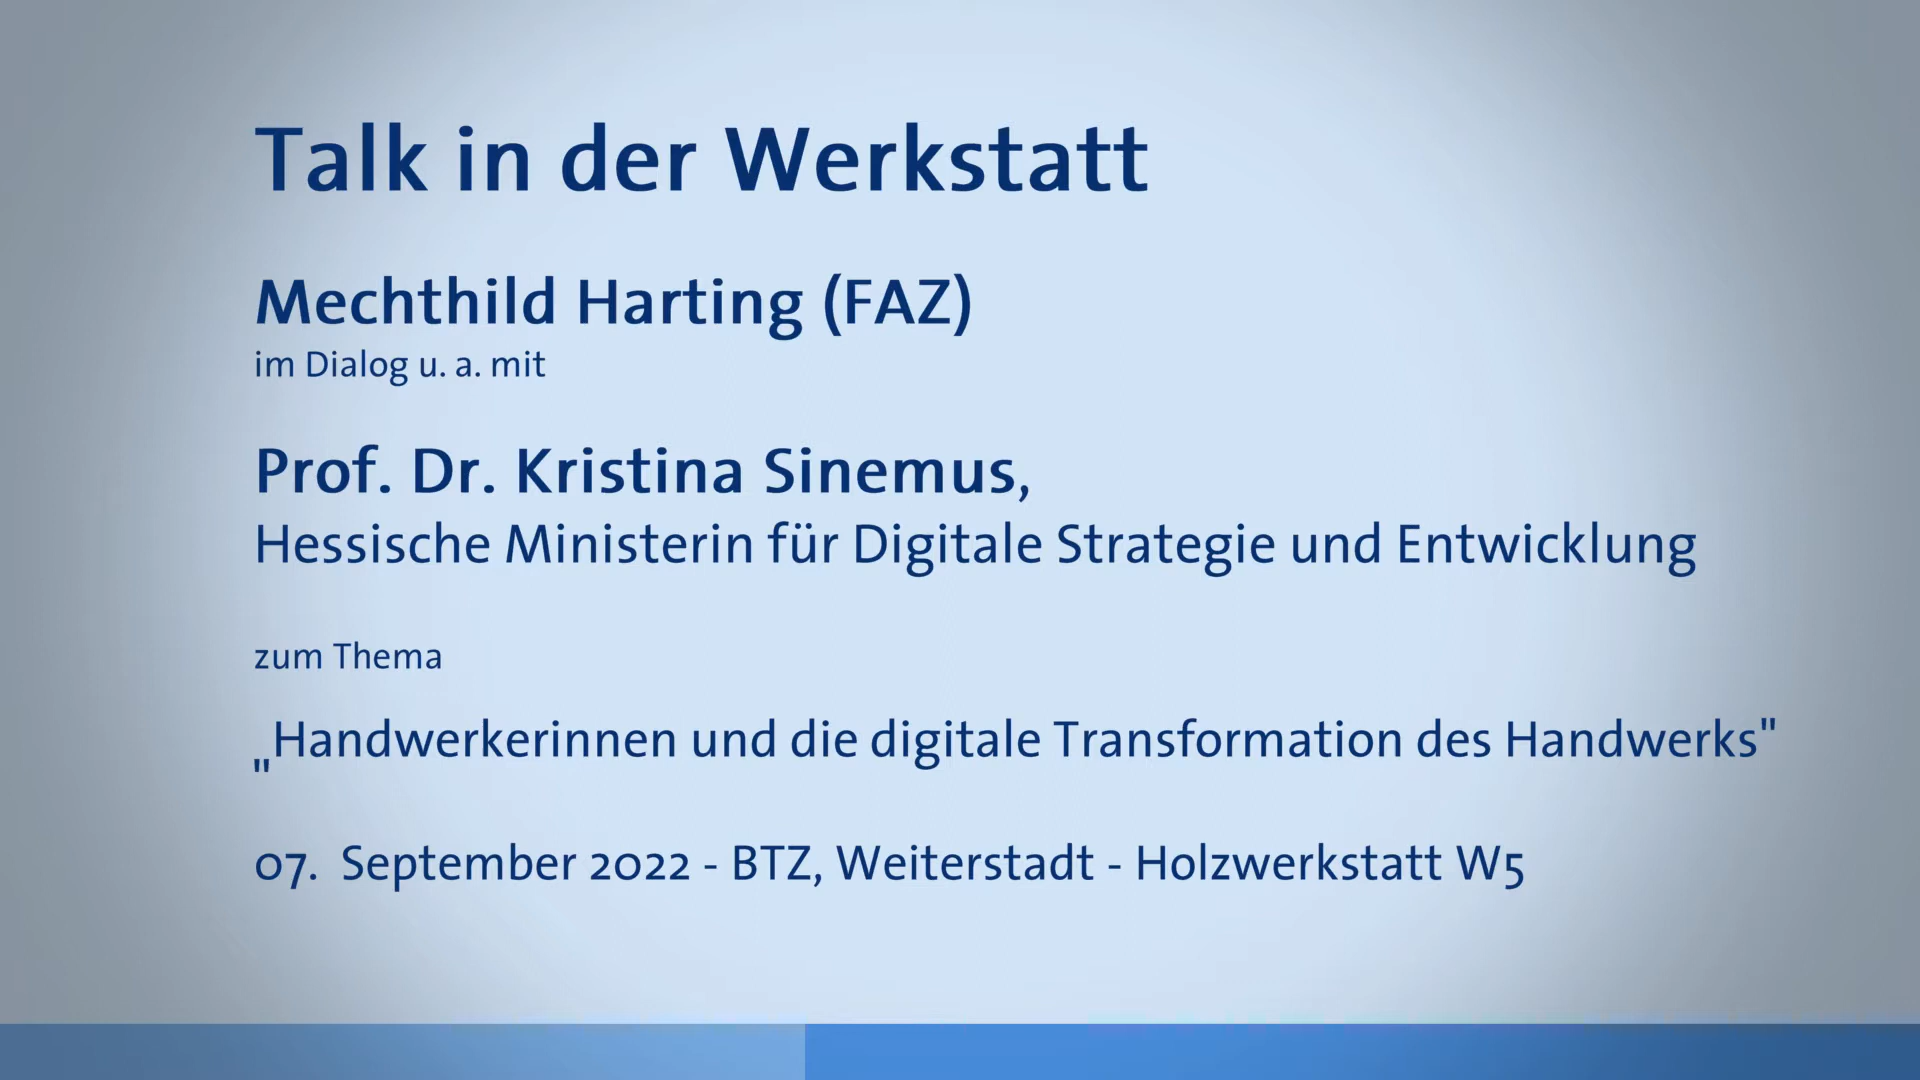 Talk in der Werkstatt
Mechthild Harting (FAZ)
im Dialog u. a. mit
Prof. Dr. Kristina Sinemus,
Hessische Ministerin für Digitale Strategie und Entwicklung
zum Thema
„Handwerkerinnen und die digitale Transformation des Handwerks"
07. September 2022 - BTZ, Weiterstadt - Holzwerkstatt W5